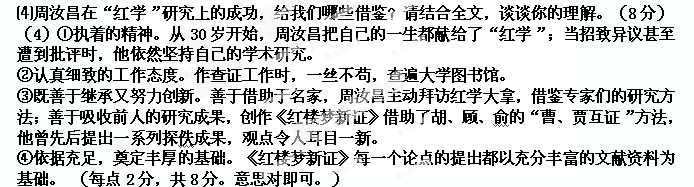 ⑷周汝昌在“红学”研究上的成功，给我们哪些借鉴？请结合全文，谈谈你的理解。（8分）
（4）①执着的精神。从30岁开始，周汝昌把自己的一生都献给了“红学”；当招致异议甚至
遭到批评时，他依然坚持自己的学术研究。
②认真细致的工作态度。作查证工作时，一丝不苟，查遍大学图书馆。
③既善于继承又努力创新。善于借助于名家，周汝昌主动拜访红学大拿，借鉴专家们的研究方
法；善于吸收前人的研究成果，创作《红楼梦新证》借助了胡、顾、俞的“曹、贾互证”方法，
他曾先后提出一系列探佚成果，观点令人耳目一新。
④依据充足，奠定丰厚的基础。《红楼梦新证》每一个论点的提出都以充分丰富的文献资料为
基础。（每点2分，共8分。意思对即可。）